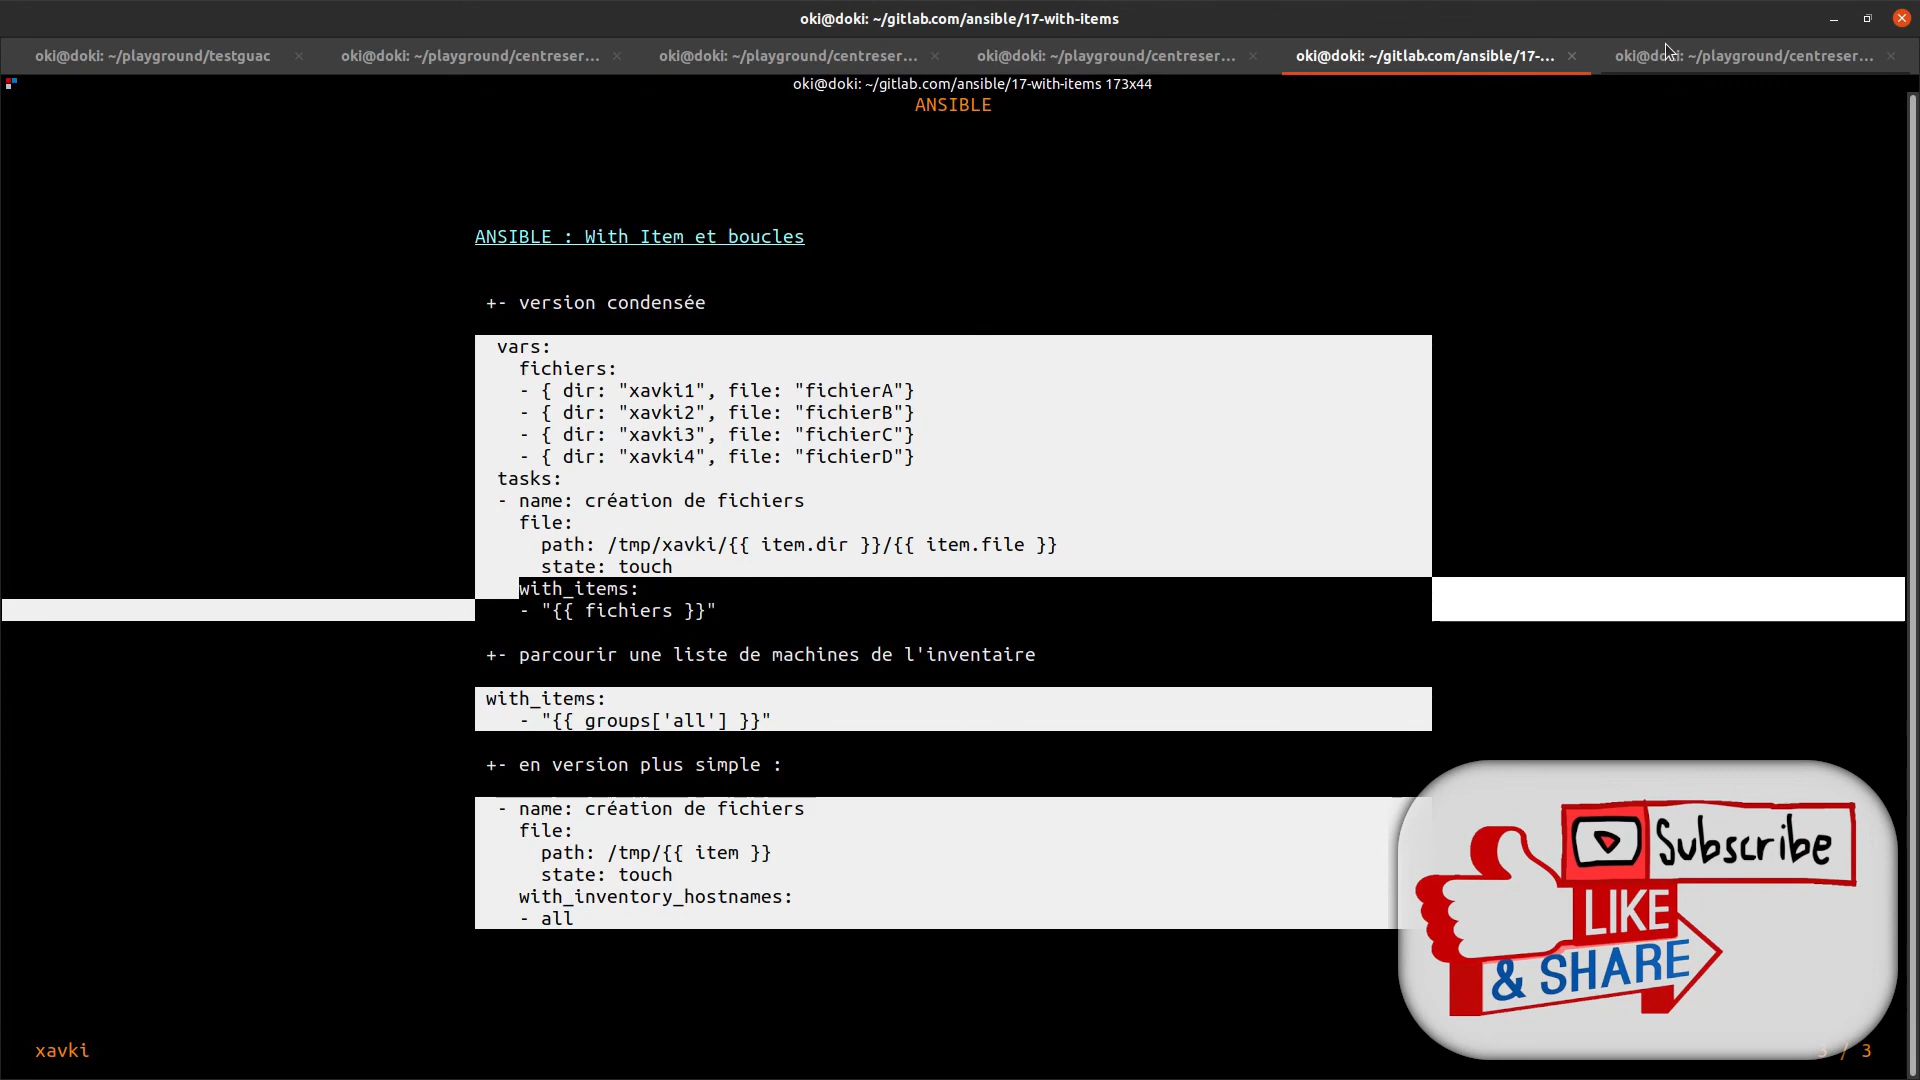 oki@doki: ~/gitlab.com/ansible/17-with-items
oki@doki: ~/playground/testguac
oki@doki: ~/playground/centreser...
oki@doki: ~/playground/centreser...
oki@doki: ~/playground/centreser...
oki@doki: ~/gitlab.com/ansible/17-...
oki@doki: ~/playground/centreser...
oki@doki: ~/gitlab.com/ansible/17-with-items 173x44
ANSIBLE
ANSIBLE : With Item et boucles
+- version condensée
vars:
fichiers:
- { dir: "xavki1", file: "fichierA"}
- { dir: "xavki2", file: "fichierB"}
- { dir: "xavki3", file: "fichierC"}
- { dir: "xavki4", file: "fichierD"}
tasks:
- name: création de fichiers
file:
path: /tmp/xavki/{{ item.dir }}/{{ item.file }}
state: touch
with_items:
- "{{ fichiers }}"
+- parcourir une liste de machines de l'inventaire
with_items:
- "{{ groups['all'] }}"
+- en version plus simple :
- name: création de fichiers
file:
path: /tmp/{{ item }}
state: touch
with_inventory_hostnames:
- all
Subscribe
LIKE
& SHARE
xavki
3 / 3